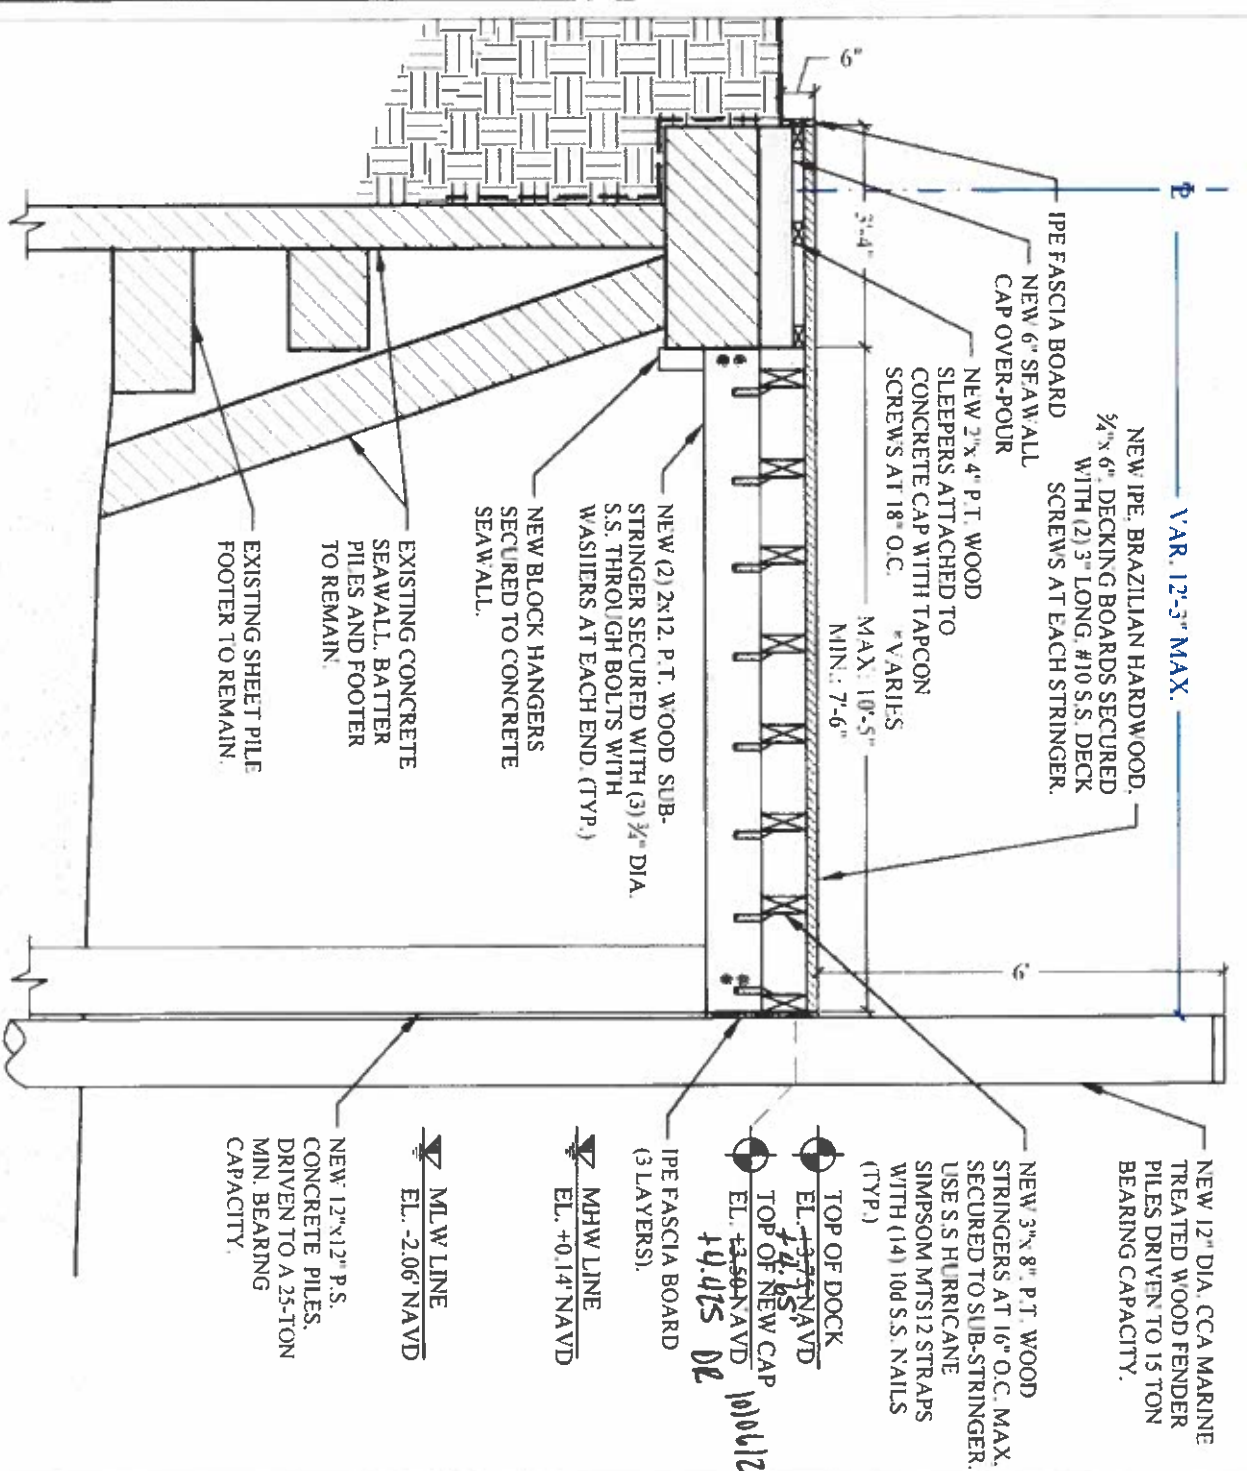 VAR. 12'-3" MAX.
NEW IPE, BRAZILIAN HARDWOOD,
5/4"x 6", DECKING BOARDS SECURED
WITH (2) 3" LONG, #10 S.S. DECK
SCREWS AT EACH STRINGER.
IPE FASCIA BOARD
NEW 6" SEAWALL
CAP OVER-POUR
NEW 2"x 4" P.T. WOOD
SLEEPERS ATTACHED TO
CONCRETE CAP WITH TAPCON
SCREWS AT 18" O.C.
6"
3'-4"
*VARIES
MAX: 10'-5"
MIN.: 7'-6"
6'
NEW (2) 2x12, P.T. WOOD SUB-
STRINGER SECURED WITH (3) 3/4" DIA.
S.S. THROUGH BOLTS WITH
WASHERS AT EACH END. (TYP.)
NEW BLOCK HANGERS
SECURED TO CONCRETE
SEAWALL.
EXISTING CONCRETE
SEAWALL, BATTER
PILES AND FOOTER
TO REMAIN.
EXISTING SHEET PILE
FOOTER TO REMAIN.
NEW 12" DIA. CCA MARINE
TREATED WOOD FENDER
PILES DRIVEN TO 15 TON
BEARING CAPACITY.
NEW 3"x 8", P.T. WOOD
STRINGERS AT 16" O.C. MAX.
SECURED TO SUB-STRINGER.
USE S.S HURRICANE
SIMPSOM MTS12 STRAPS
WITH (14) 10d S.S. NAILS
(TYP.)
TOP OF DOCK
EL. +3.75' NAVD
+4.65'
TOP OF NEW CAP
EL. +3.50 NAVD
+4.425 DR
IPE FASCIA BOARD
(3 LAYERS).
MHW LINE
EL. +0.14' NAVD
MLW LINE
EL. -2.06' NAVD
NEW 12"x12" P.S.
CONCRETE PILES,
DRIVEN TO A 25-TON
MIN. BEARING
CAPACITY.